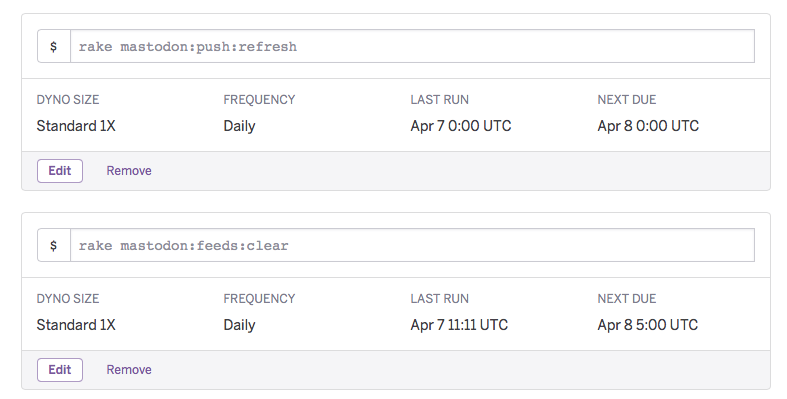 $ rake mastodon:push:refresh
DYNO SIZE FREQUENCY LAST RUN NEXT DUE
Standard 1X Daily Apr 7 0:00 UTC Apr 8 0:00 UTC
Edit Remove
$ rake mastodon:feeds:clear
DYNO SIZE FREQUENCY LAST RUN NEXT DUE
Standard 1X Daily Apr 7 11:11 UTC Apr 8 5:00 UTC
Edit Remove